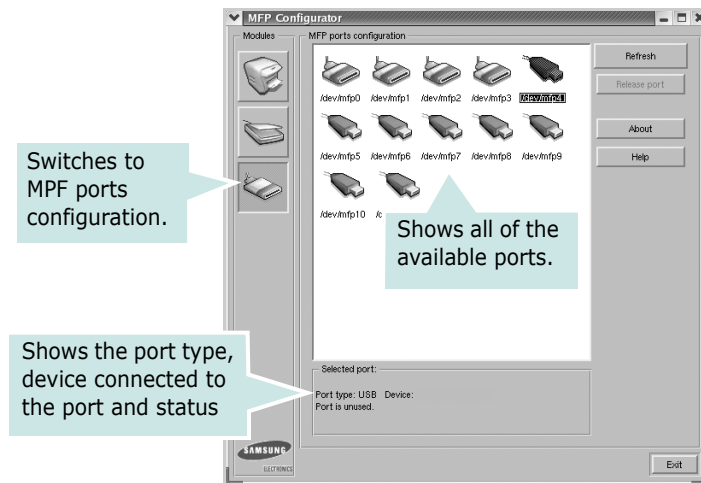 MFP Configurator
Modules
MFP ports configuration
Refresh
Release port
About
Help
/dev/mfp0 /dev/mfp1 /dev/mfp2 /dev/mfp3 /dev/mfp4
/dev/mfp5 /dev/mfp6 /dev/mfp7 /dev/mfp8 /dev/mfp9
/dev/mfp10
Switches to
MPF ports
configuration.
Shows all of the
available ports.
Shows the port type,
device connected to
the port and status
Selected port:
Port type: USB Device:
Port is unused.
SAMSUNG
ELECTRONICS
Exit